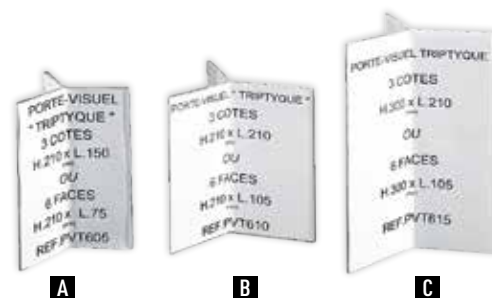 PORTE-VISUEL
" TRIPTYQUE "
3 COTES
H.210 x L.150
OU
6 FACES
H.210 x L.75
REF.PVT605
A
PORTE-VISUEL " TRIPTYQUE "
3 COTES
H.210 x L.210
OU
6 FACES
H.210 x L.105
REF.PVT610
B
PORTE-VISUEL TRIPTYQUE
3 COTES
H.300 x L.210
OU
6 FACES
H.300 x L.105
REF.PVT615
C